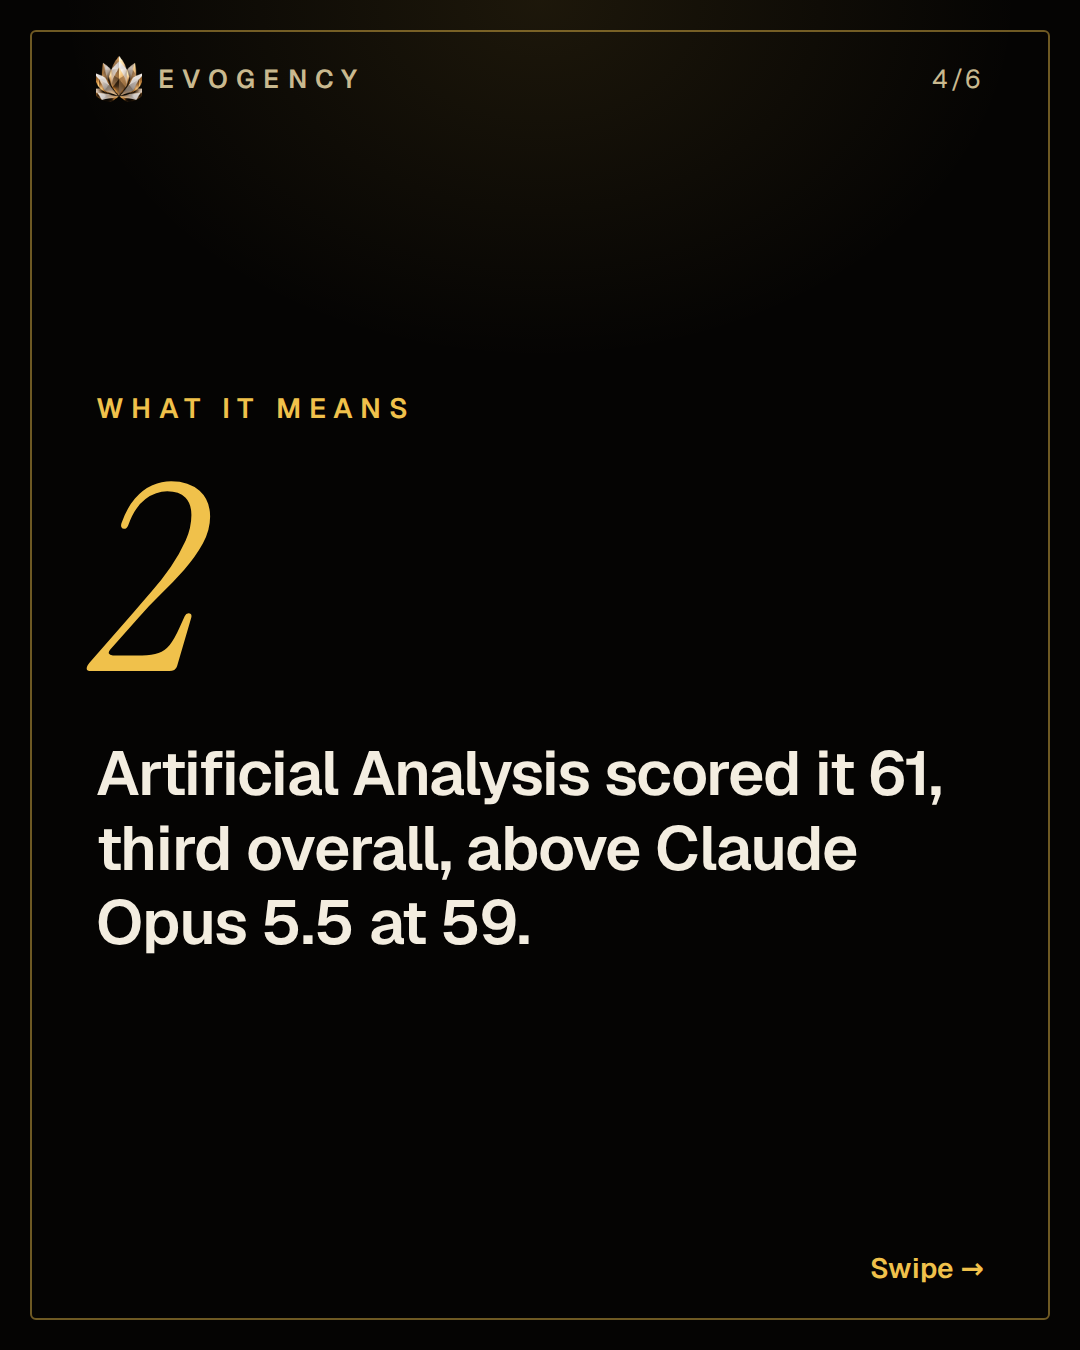 EVOGENCY
4/6
WHAT IT MEANS
2
Artificial Analysis scored it 61,
third overall, above Claude
Opus 5.5 at 59.
Swipe →